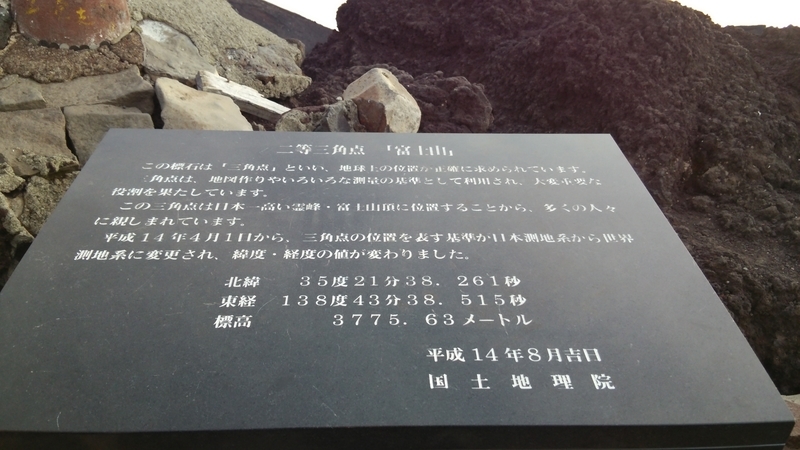 二等三角点 「富士山」
この標石は「三角点」といい、地球上の位置が正確に求められています。
三角点は、地図作りやいろいろな測量の基準として利用され、大変重要な
役割を果たしています。
この三角点は日本一高い霊峰・富士山頂に位置することから、多くの人々
に親しまれています。
平成14年4月1日から、三角点の位置を表す基準が日本測地系から世界
測地系に変更され、緯度・経度の値が変わりました。
北緯 35度21分38.261秒
東経 138度43分38.515秒
標高 3775.63メートル
平成14年8月吉日
国土地理院